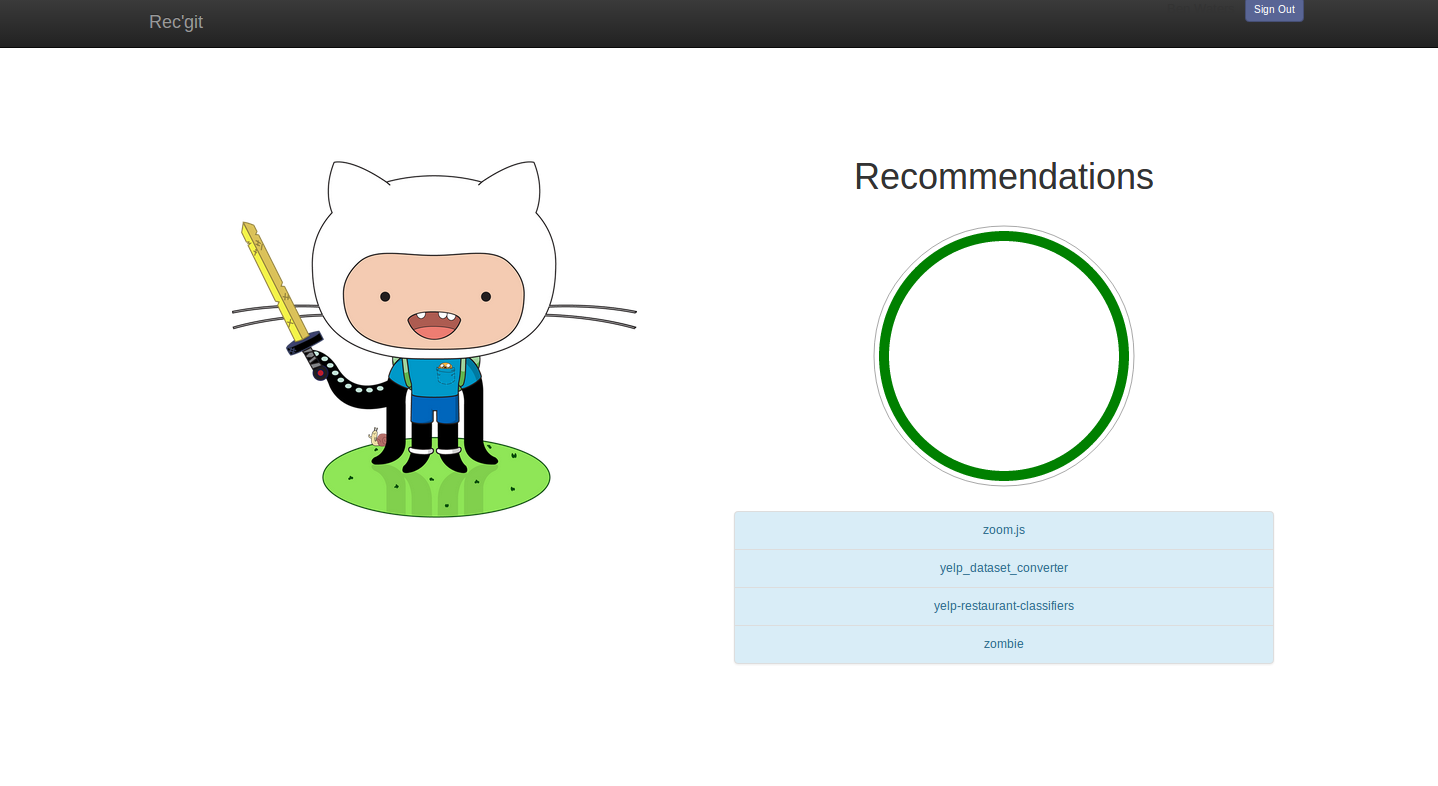 Rec'git
Sign Out
Recommendations
zoom.js
yelp_dataset_converter
yelp-restaurant-classifiers
zombie